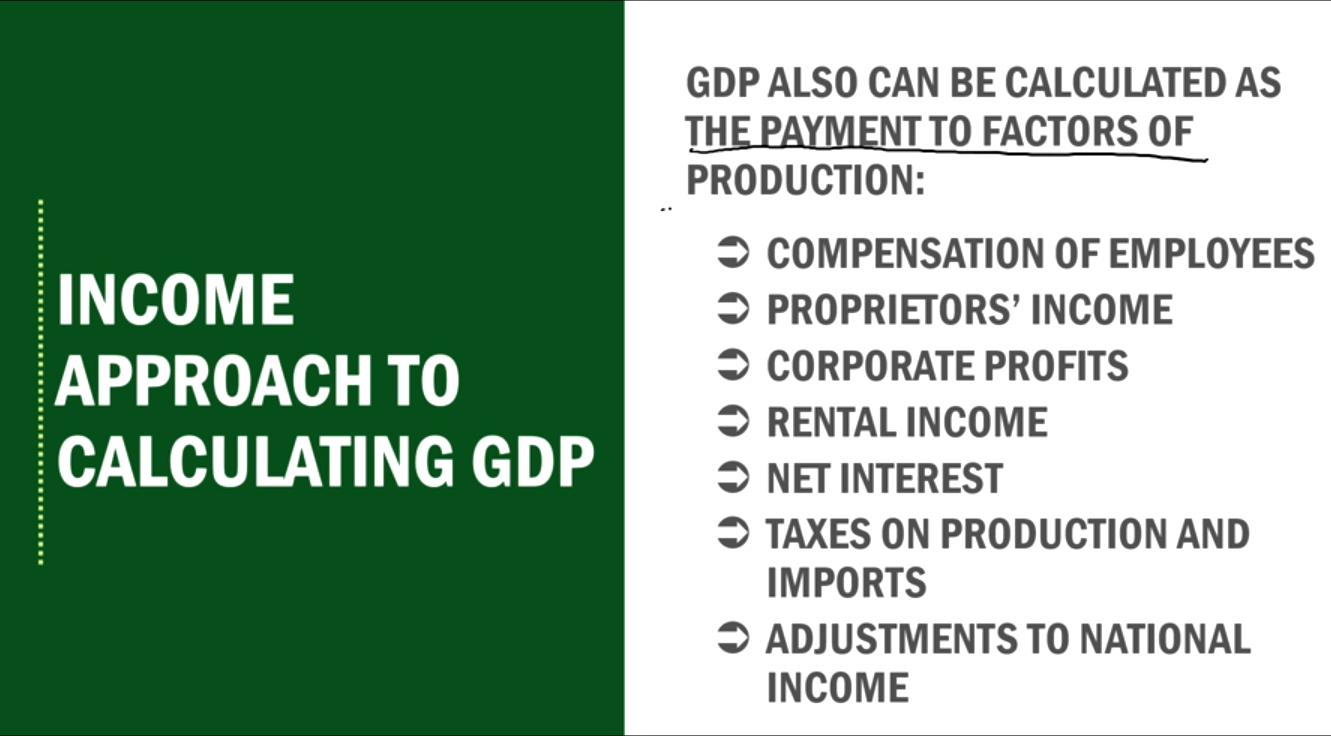 INCOME
APPROACH TO
CALCULATING GDP
GDP ALSO CAN BE CALCULATED AS
THE PAYMENT TO FACTORS OF
PRODUCTION:
➲ COMPENSATION OF EMPLOYEES
➲ PROPRIETORS’ INCOME
➲ CORPORATE PROFITS
➲ RENTAL INCOME
➲ NET INTEREST
➲ TAXES ON PRODUCTION AND
IMPORTS
➲ ADJUSTMENTS TO NATIONAL
INCOME